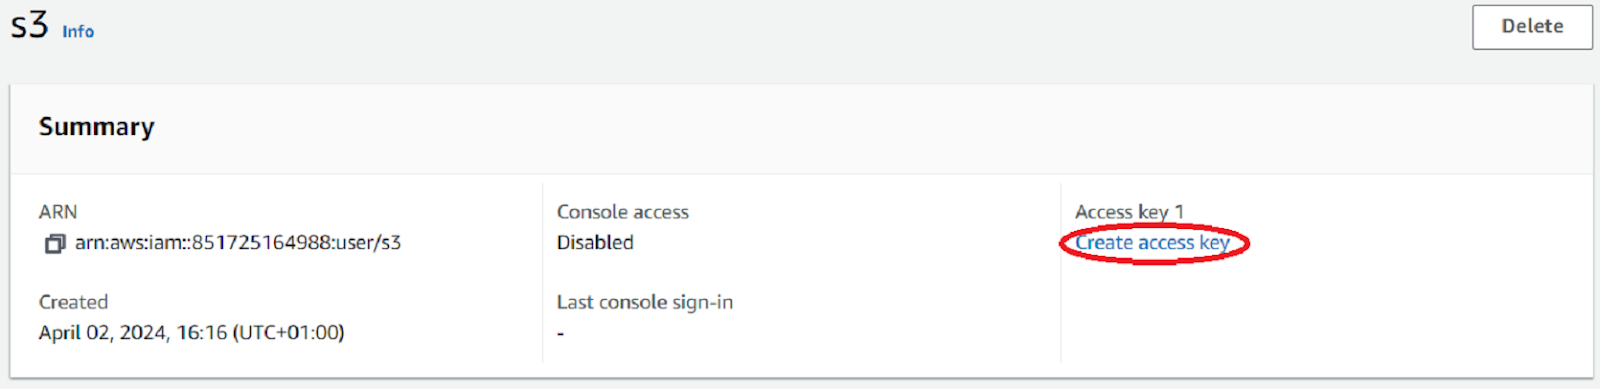 s3 Info
Delete
Summary
ARN
arn:aws:iam::851725164988:user/s3
Console access
Disabled
Access key 1
Create access key
Created
April 02, 2024, 16:16 (UTC+01:00)
Last console sign-in
-